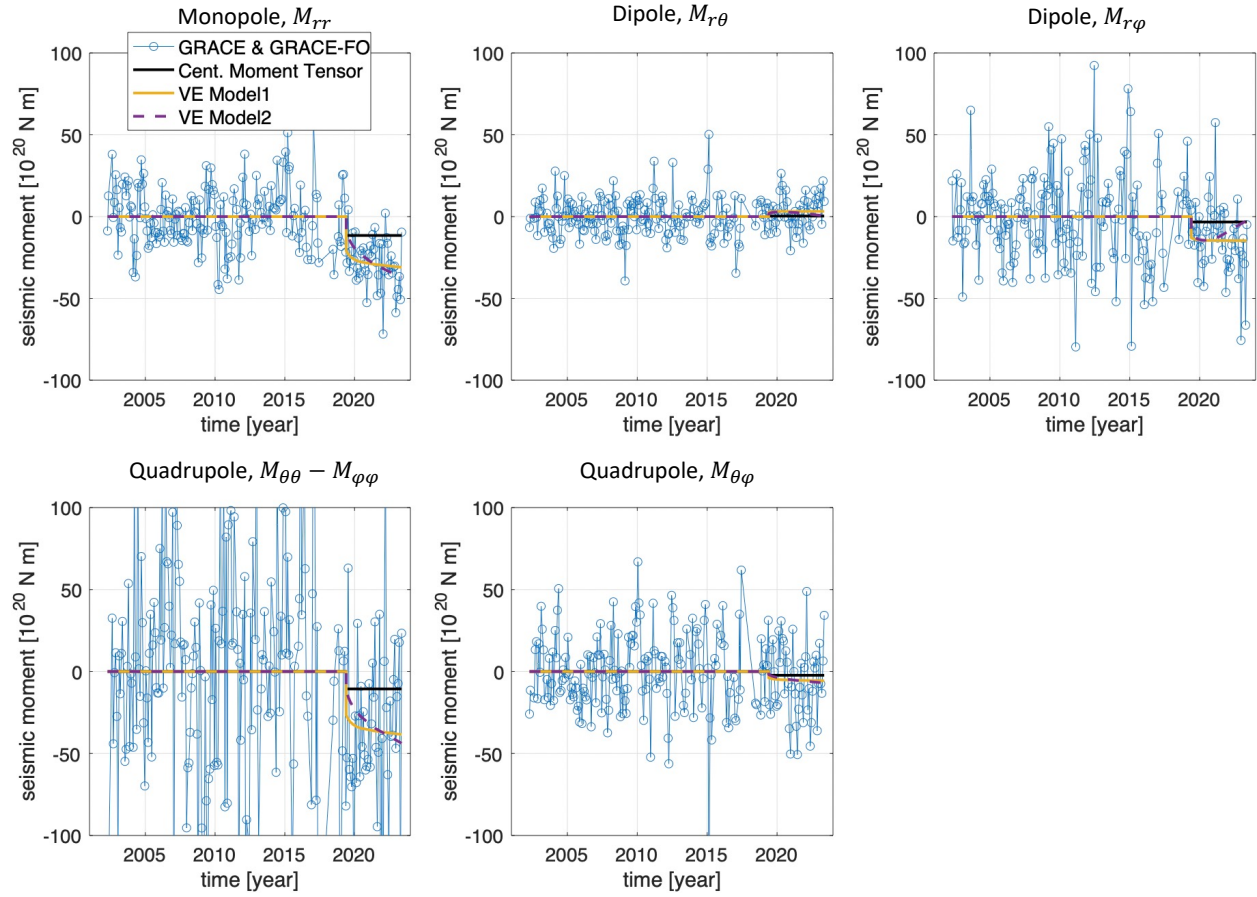 Monopole, M_rr
100
50
0
-50
-100
seismic moment [10^20 N m]
2005 2010 2015 2020
time [year]
GRACE & GRACE-FO
Cent. Moment Tensor
VE Model1
VE Model2
Dipole, M_rθ
100
50
0
-50
-100
seismic moment [10^20 N m]
2005 2010 2015 2020
time [year]
Dipole, M_rφ
100
50
0
-50
-100
seismic moment [10^20 N m]
2005 2010 2015 2020
time [year]
Quadrupole, M_θθ − M_φφ
100
50
0
-50
-100
seismic moment [10^20 N m]
2005 2010 2015 2020
time [year]
Quadrupole, M_θφ
100
50
0
-50
-100
seismic moment [10^20 N m]
2005 2010 2015 2020
time [year]